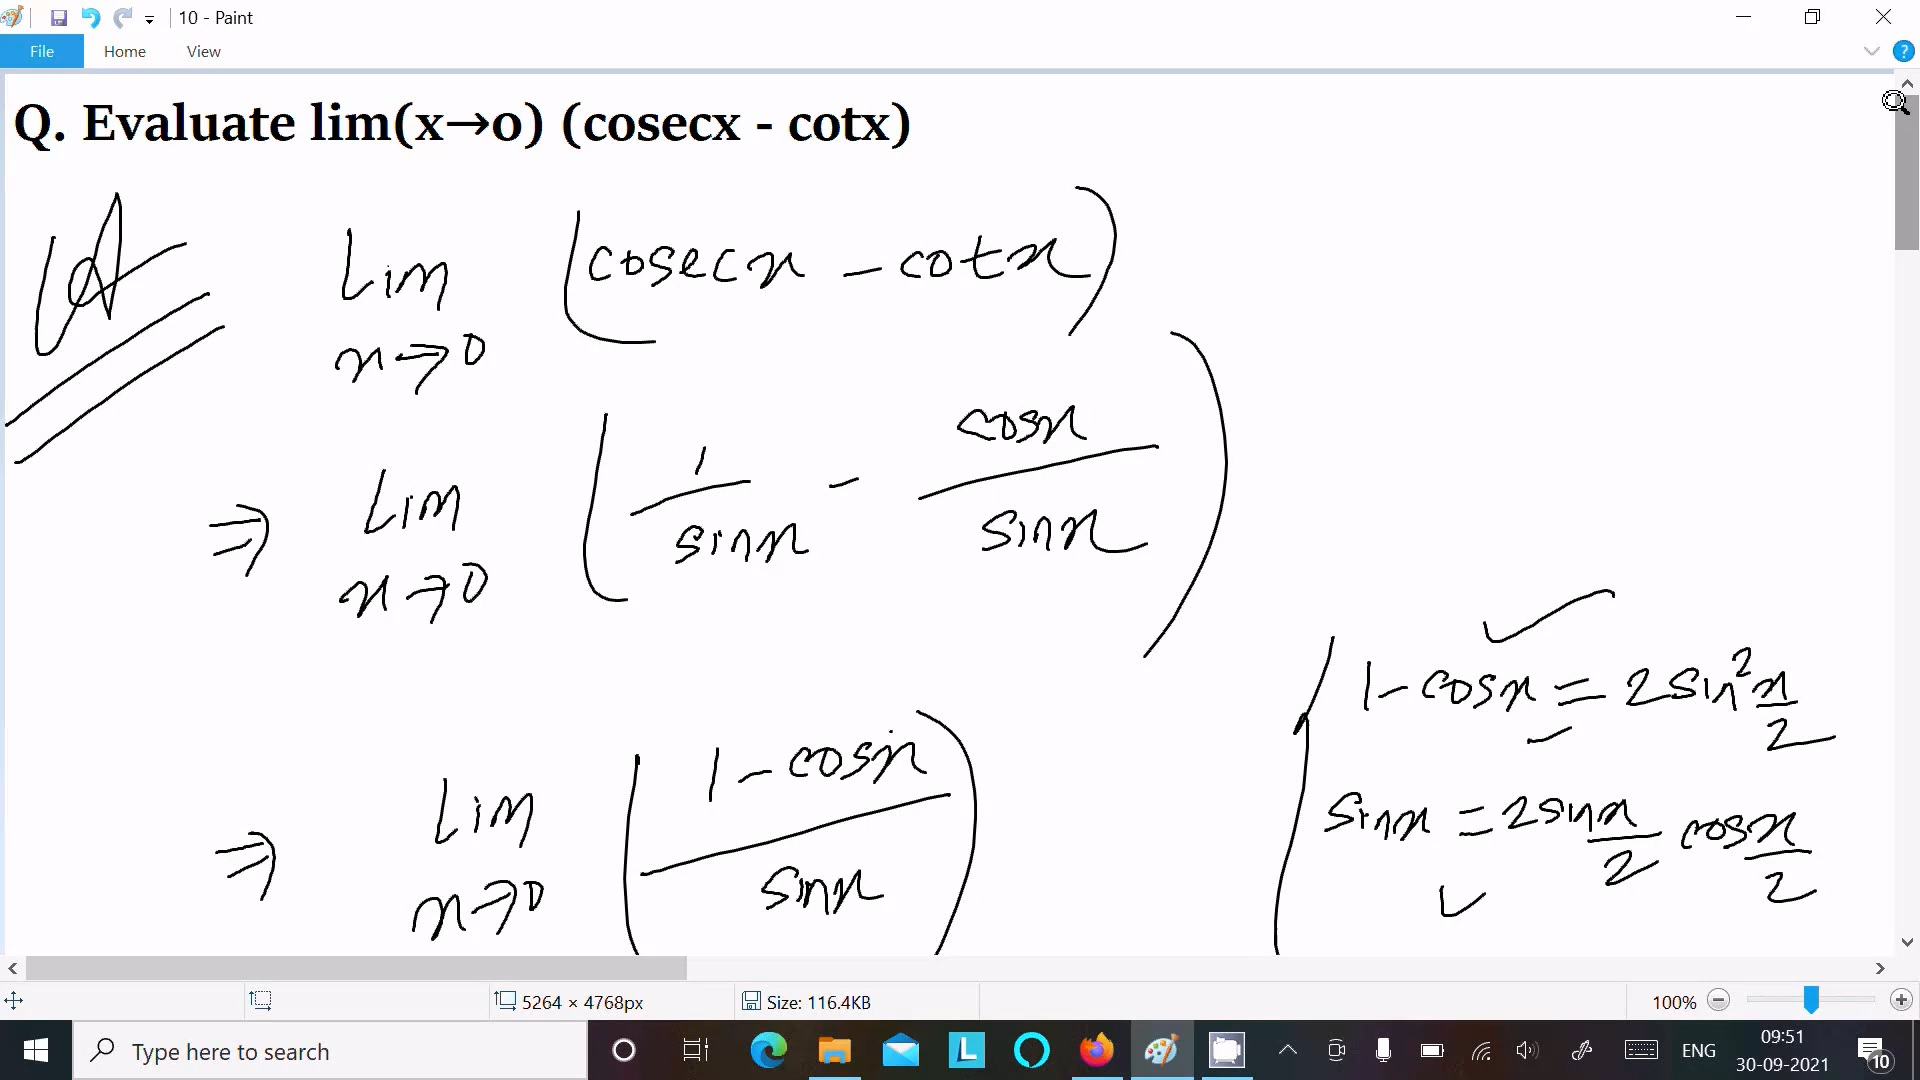 10 - Paint
File Home View
Q. Evaluate lim(x→0) (cosecx - cotx)
A
Lim x→0 (cosecx - cotx)
⇒ Lim x→0 (1/sinx - cosx/sinx)
⇒ Lim x→0 (1-cosx/sinx)
1-cosx = 2sin²x/2
sinx = 2sinx/2 cosx/2
5264 × 4768px Size: 116.4KB 100%
Type here to search
L
ENG
09:51
30-09-2021
10